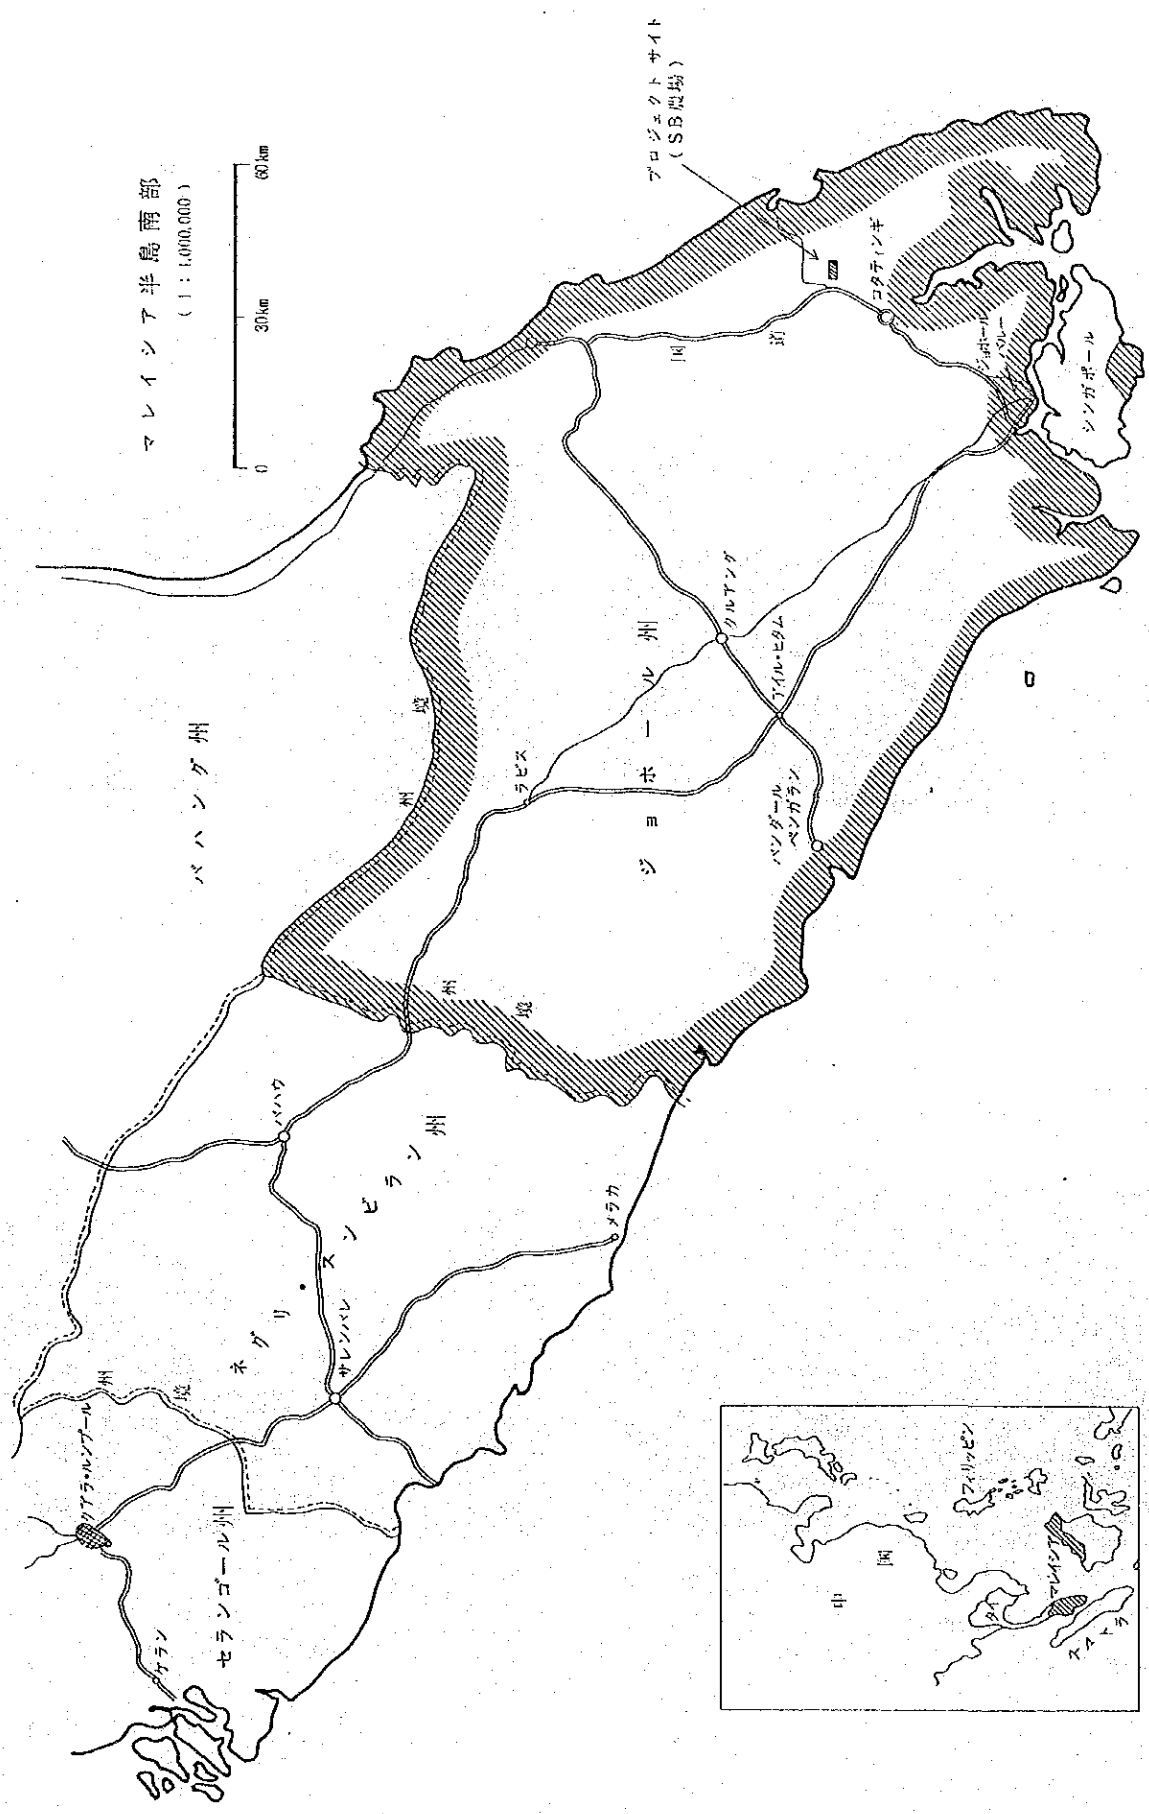 マレイシア半島南部
(1:1,000,000)
0
30km
60km
プロジェクトサイト
(SB農場)
パハング州
州境
国道
コタティンギ
ジョホール
バルー
シンガポール
クルアング
アイル・ヒタム
ラビス
ジョホール州
バンダール
ペンガラン
州境
バハウ
ネグリスンビラン州
サレンバレ
メラカ
州境
クアラ・ルンプール
セランゴール州
ケラン
中国
フィリッピン
タイ
マレイシア
スマトラ